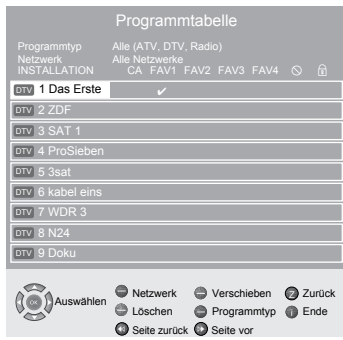 Programmtabelle
Programmtyp Alle (ATV, DTV, Radio)
Netzwerk Alle Netzwerke
INSTALLATION CA FAV1 FAV2 FAV3 FAV4
DTV 1 Das Erste ✔
DTV 2 ZDF
DTV 3 SAT 1
DTV 4 ProSieben
DTV 5 3sat
DTV 6 kabel eins
DTV 7 WDR 3
DTV 8 N24
DTV 9 Doku
OK Auswählen Netzwerk Verschieben Z Zurück
Löschen Programmtyp i Ende
Seite zurück Seite vor